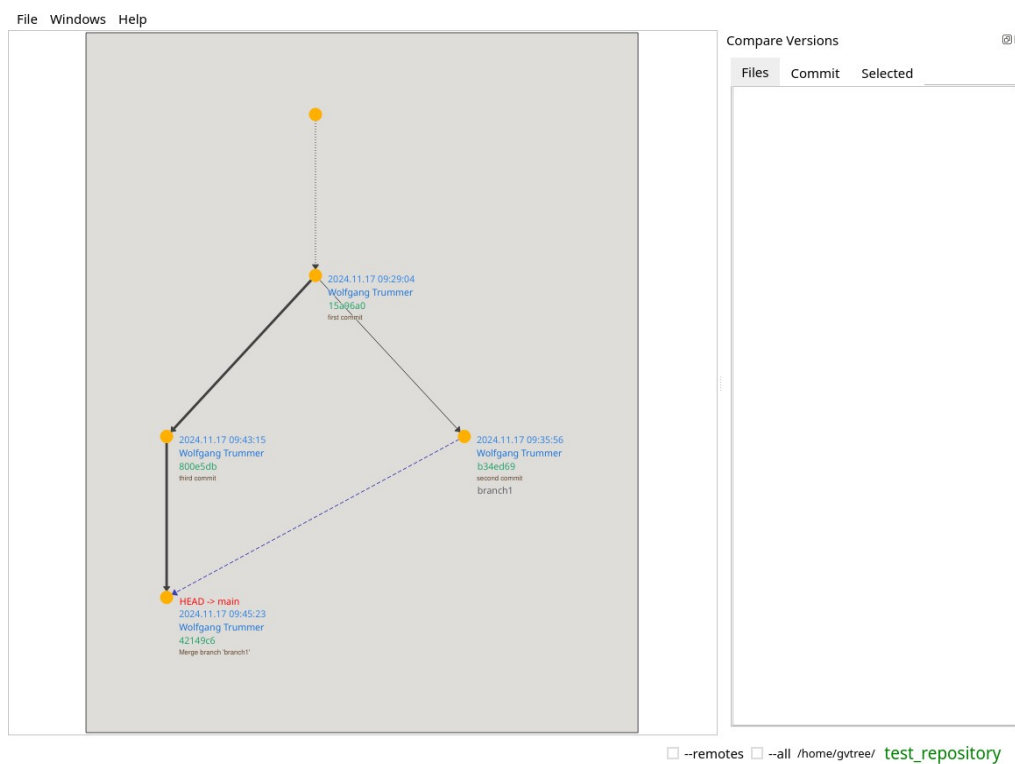 File Windows Help
Compare Versions
Files Commit Selected
2024.11.17 09:29:04
Wolfgang Trummer
15a96a0
first commit
2024.11.17 09:43:15
Wolfgang Trummer
800e5db
third commit
2024.11.17 09:35:56
Wolfgang Trummer
b34ed69
second commit
branch1
HEAD -> main
2024.11.17 09:45:23
Wolfgang Trummer
42149c6
Merge branch 'branch1'
--remotes --all /home/gvtree/ test_repository